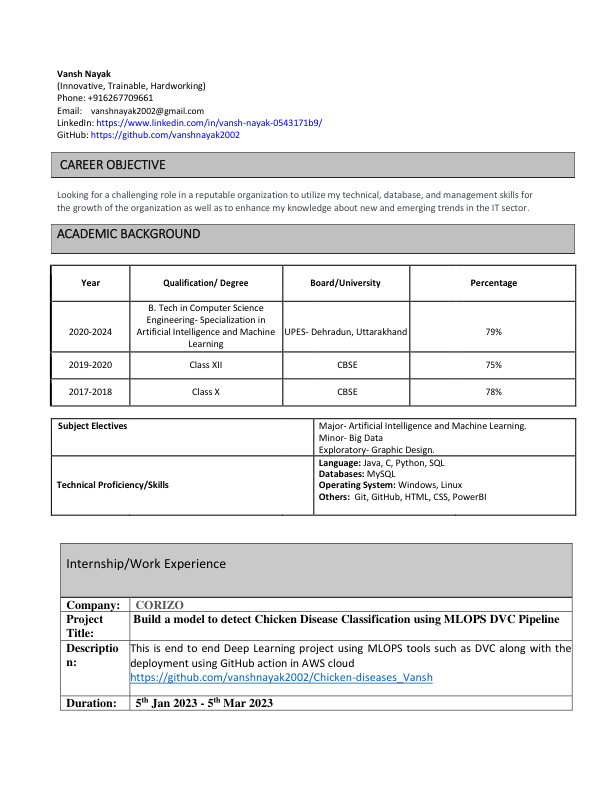 Vansh Nayak
(Innovative, Trainable, Hardworking)
Phone: +916267709661
Email: vanshnayak2002@gmail.com
LinkedIn: https://www.linkedin.com/in/vansh-nayak-0543171b9/
GitHub: https://github.com/vanshnayak2002
CAREER OBJECTIVE
Looking for a challenging role in a reputable organization to utilize my technical, database, and management skills for
the growth of the organization as well as to enhance my knowledge about new and emerging trends in the IT sector.
ACADEMIC BACKGROUND
Year Qualification/ Degree Board/University Percentage
B. Tech in Computer Science
Engineering- Specialization in
2020-2024 Artificial Intelligence and Machine UPES- Dehradun, Uttarakhand 79%
Learning
2019-2020 Class XII CBSE 75%
2017-2018 Class X CBSE 78%
Subject Electives Major- Artificial Intelligence and Machine Learning.
Minor- Big Data
Exploratory- Graphic Design.
Language: Java, C, Python, SQL
Databases: MySQL
Technical Proficiency/Skills Operating System: Windows, Linux
Others: Git, GitHub, HTML, CSS, PowerBI
Internship/Work Experience
Company: CORIZO
Project Build a model to detect Chicken Disease Classification using MLOPS DVC Pipeline
Title:
Descriptio This is end to end Deep Learning project using MLOPS tools such as DVC along with the
n: deployment using GitHub action in AWS cloud
https://github.com/vanshnayak2002/Chicken-diseases_Vansh
Duration: 5th Jan 2023 - 5th Mar 2023